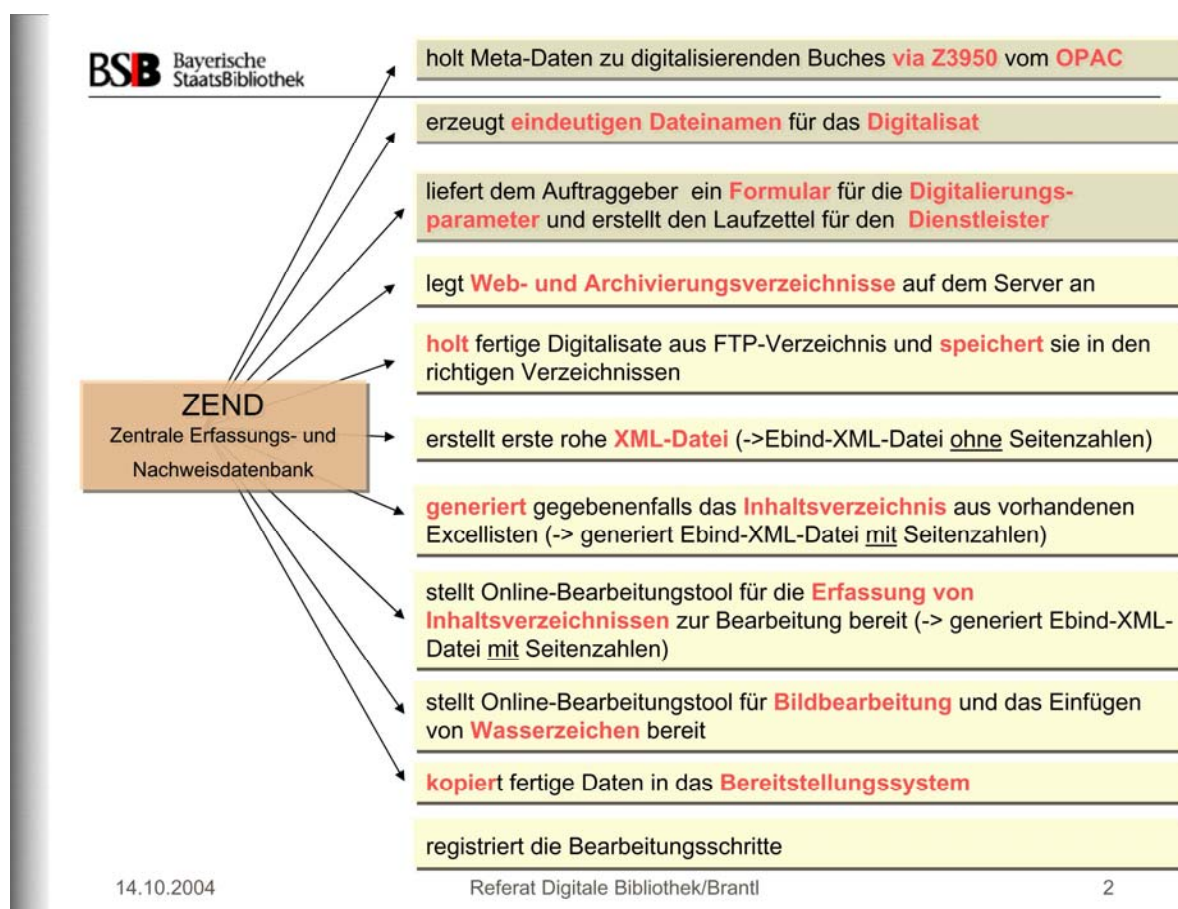 BSB Bayerische
StaatsBibliothek
holt Meta-Daten zu digitalisierenden Buches via Z3950 vom OPAC
erzeugt eindeutigen Dateinamen für das Digitalisat
liefert dem Auftraggeber ein Formular für die Digitalierungs-
parameter und erstellt den Laufzettel für den Dienstleister
legt Web- und Archivierungsverzeichnisse auf dem Server an
holt fertige Digitalisate aus FTP-Verzeichnis und speichert sie in den
richtigen Verzeichnissen
ZEND
Zentrale Erfassungs- und
Nachweisdatenbank
erstellt erste rohe XML-Datei (->Ebind-XML-Datei ohne Seitenzahlen)
generiert gegebenenfalls das Inhaltsverzeichnis aus vorhandenen
Excellisten (-> generiert Ebind-XML-Datei mit Seitenzahlen)
stellt Online-Bearbeitungstool für die Erfassung von
Inhaltsverzeichnissen zur Bearbeitung bereit (-> generiert Ebind-XML-
Datei mit Seitenzahlen)
stellt Online-Bearbeitungstool für Bildbearbeitung und das Einfügen
von Wasserzeichen bereit
kopiert fertige Daten in das Bereitstellungssystem
registriert die Bearbeitungsschritte
14.10.2004
Referat Digitale Bibliothek/Brantl
2